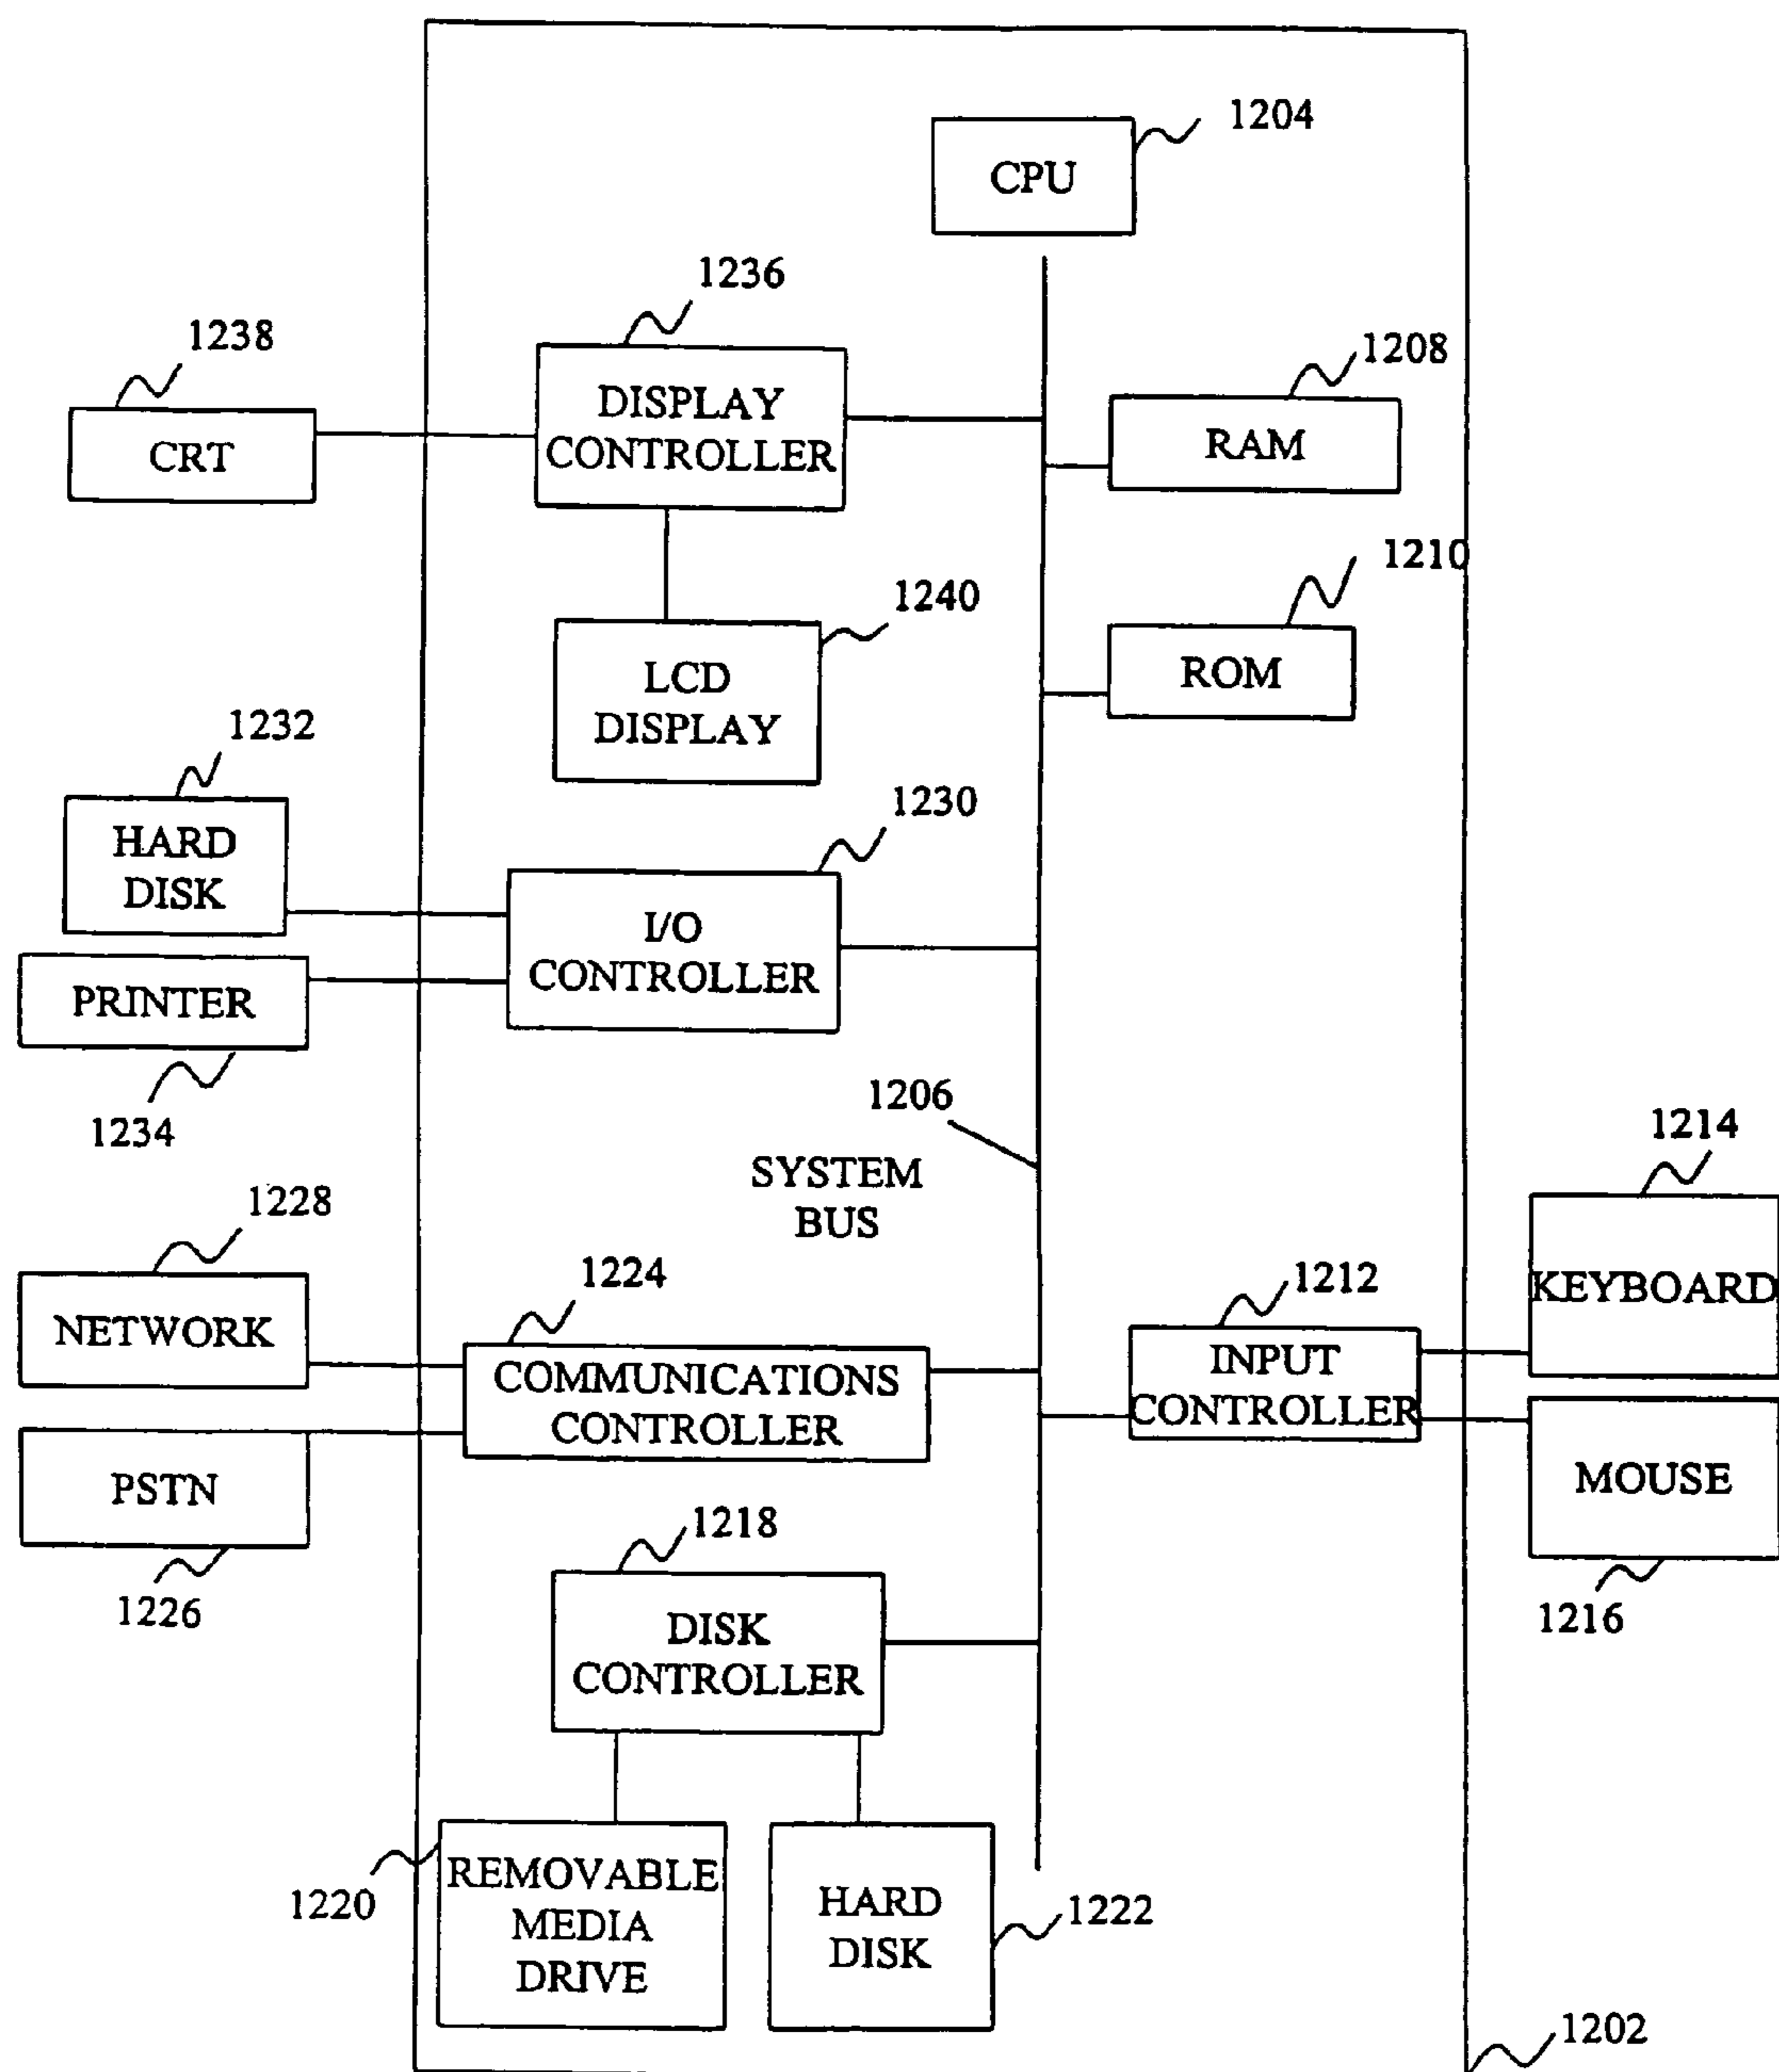 1204
CPU
1236
1238
DISPLAY
CONTROLLER
CRT
1208
RAM
1210
1240
LCD
DISPLAY
ROM
1232
HARD
DISK
1230
I/O
CONTROLLER
PRINTER
1234
1206
SYSTEM
BUS
1214
KEYBOARD
1228
NETWORK
1224
COMMUNICATIONS
CONTROLLER
1212
INPUT
CONTROLLER
MOUSE
1216
PSTN
1226
1218
DISK
CONTROLLER
1220
REMOVABLE
MEDIA
DRIVE
HARD
DISK
1222
1202